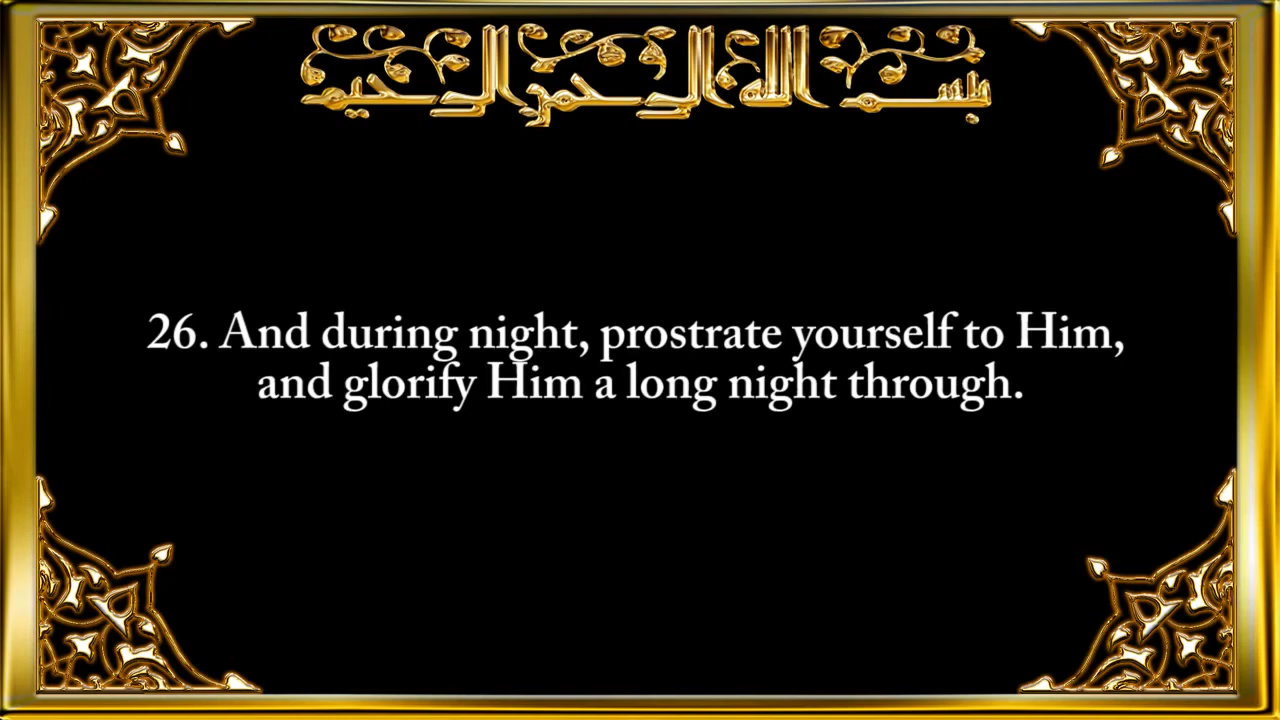 بسم الله الرحمن الرحيم
26. And during night, prostrate yourself to Him,
and glorify Him a long night through.